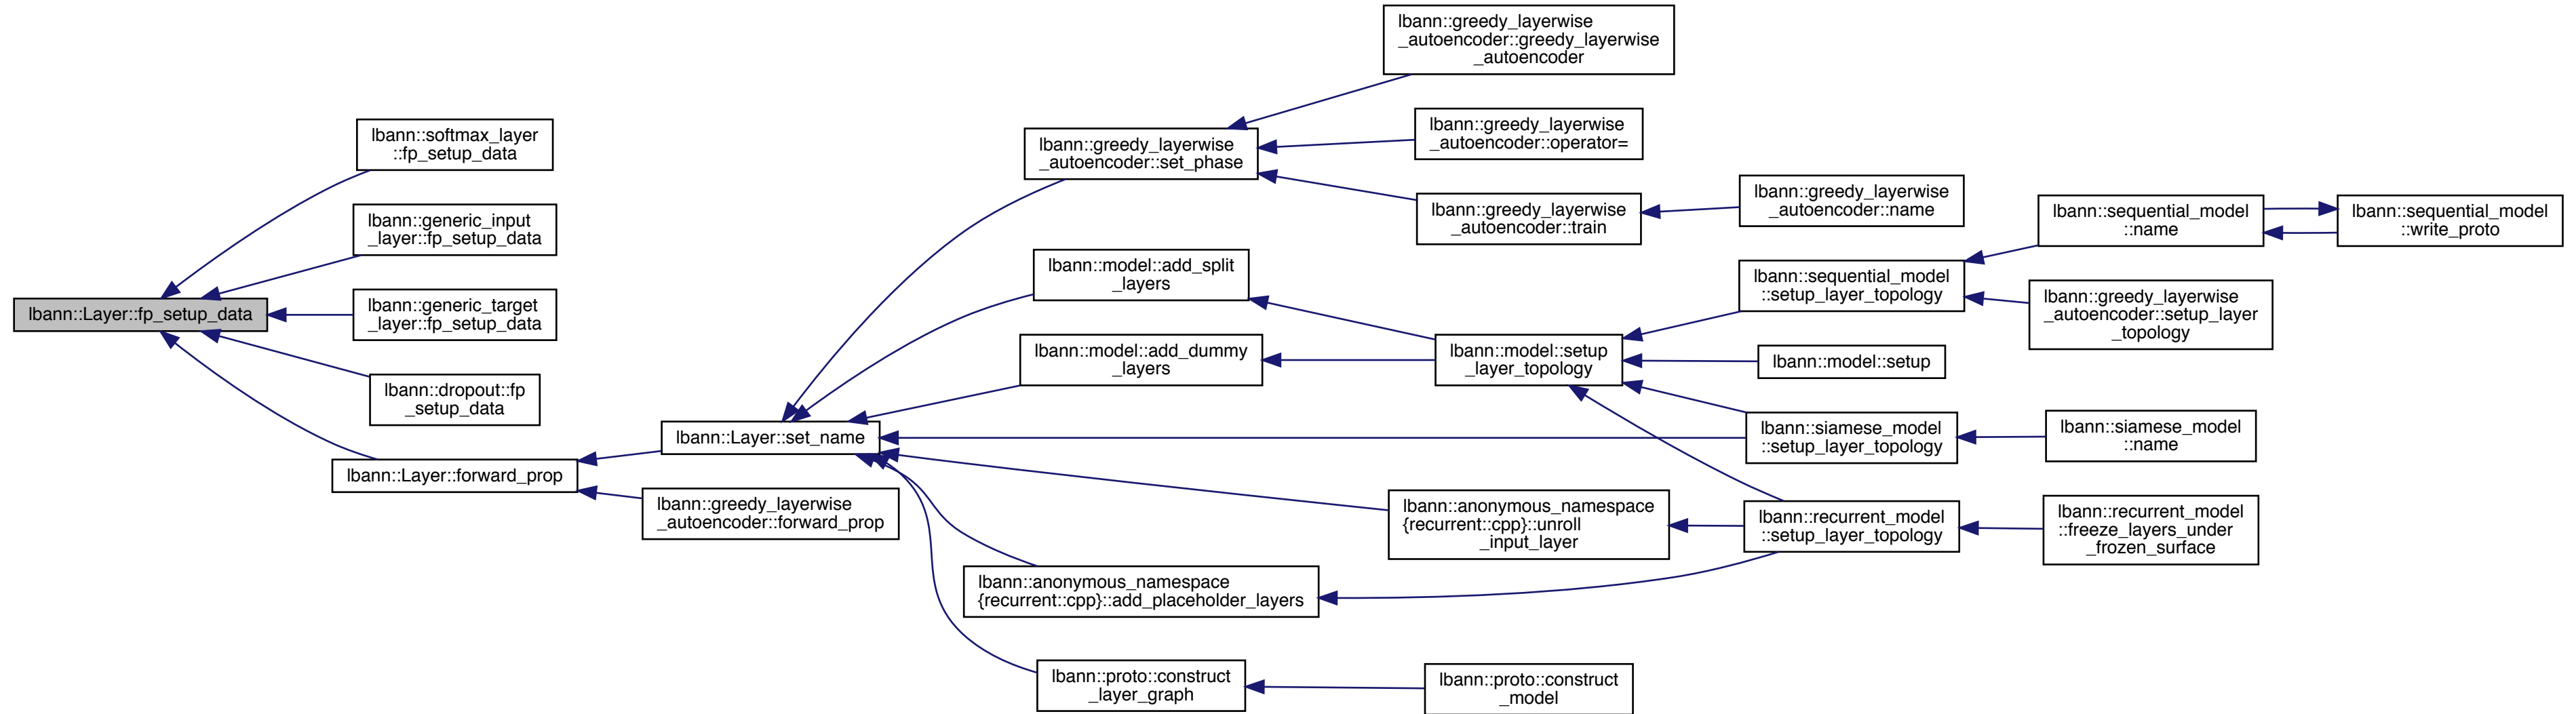 lbann::Layer::fp_setup_data
lbann::softmax_layer
::fp_setup_data
lbann::generic_input
_layer::fp_setup_data
lbann::generic_target
_layer::fp_setup_data
lbann::dropout::fp
_setup_data
lbann::Layer::forward_prop
lbann::Layer::set_name
lbann::greedy_layerwise
_autoencoder::forward_prop
lbann::greedy_layerwise
_autoencoder::set_phase
lbann::model::add_split
_layers
lbann::model::add_dummy
_layers
lbann::anonymous_namespace
{recurrent::cpp}::add_placeholder_layers
lbann::proto::construct
_layer_graph
lbann::greedy_layerwise
_autoencoder::greedy_layerwise
_autoencoder
lbann::greedy_layerwise
_autoencoder::operator=
lbann::greedy_layerwise
_autoencoder::train
lbann::model::setup
_layer_topology
lbann::anonymous_namespace
{recurrent::cpp}::unroll
_input_layer
lbann::proto::construct
_model
lbann::greedy_layerwise
_autoencoder::name
lbann::sequential_model
::setup_layer_topology
lbann::model::setup
lbann::siamese_model
::setup_layer_topology
lbann::recurrent_model
::setup_layer_topology
lbann::sequential_model
::name
lbann::greedy_layerwise
_autoencoder::setup_layer
_topology
lbann::siamese_model
::name
lbann::recurrent_model
::freeze_layers_under
_frozen_surface
lbann::sequential_model
::write_proto